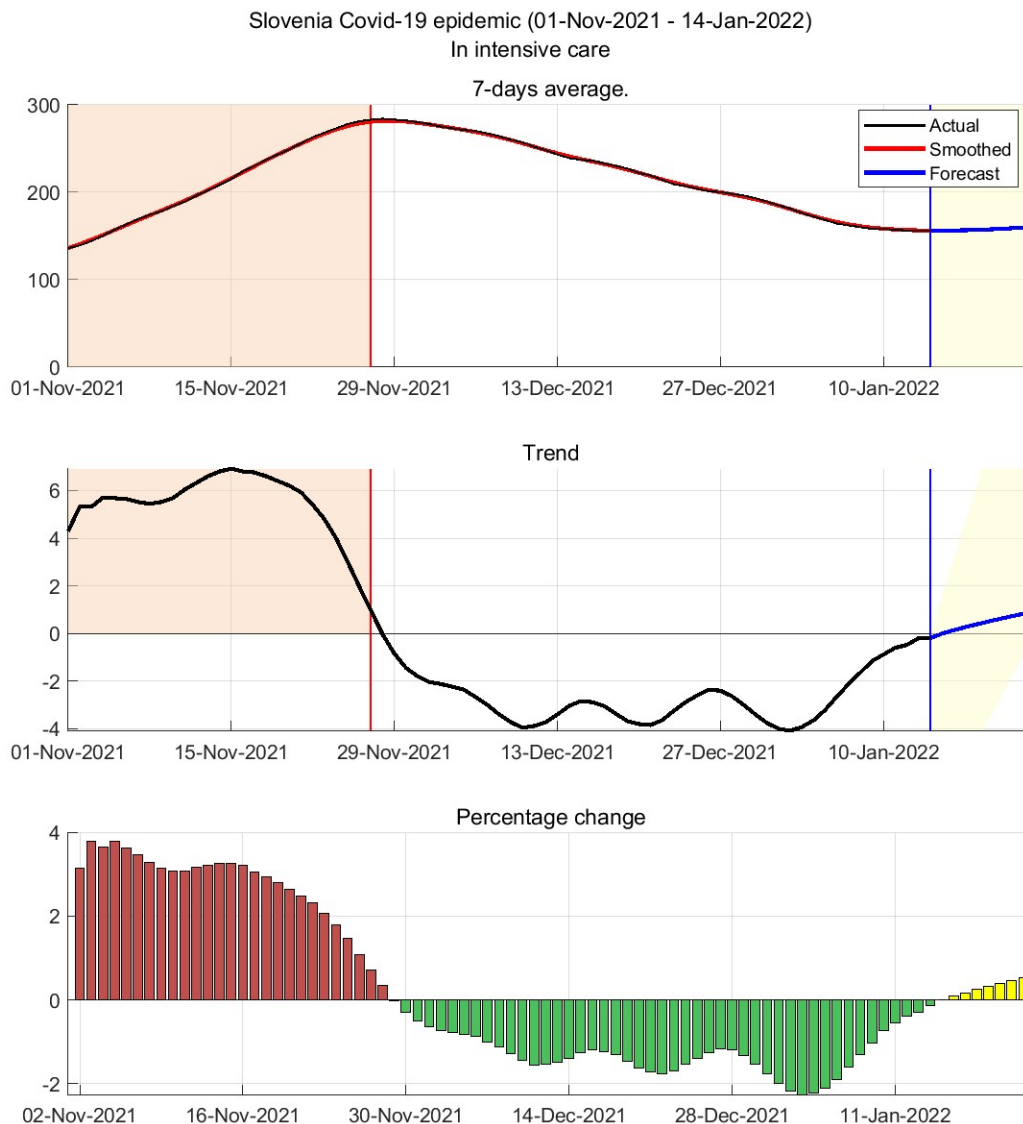 Slovenia Covid-19 epidemic (01-Nov-2021 - 14-Jan-2022)
In intensive care
7-days average.
300
200
100
0
Actual
Smoothed
Forecast
01-Nov-2021 15-Nov-2021 29-Nov-2021 13-Dec-2021 27-Dec-2021 10-Jan-2022
Trend
6
4
2
0
-2
-4
01-Nov-2021 15-Nov-2021 29-Nov-2021 13-Dec-2021 27-Dec-2021 10-Jan-2022
Percentage change
4
2
0
-2
02-Nov-2021 16-Nov-2021 30-Nov-2021 14-Dec-2021 28-Dec-2021 11-Jan-2022